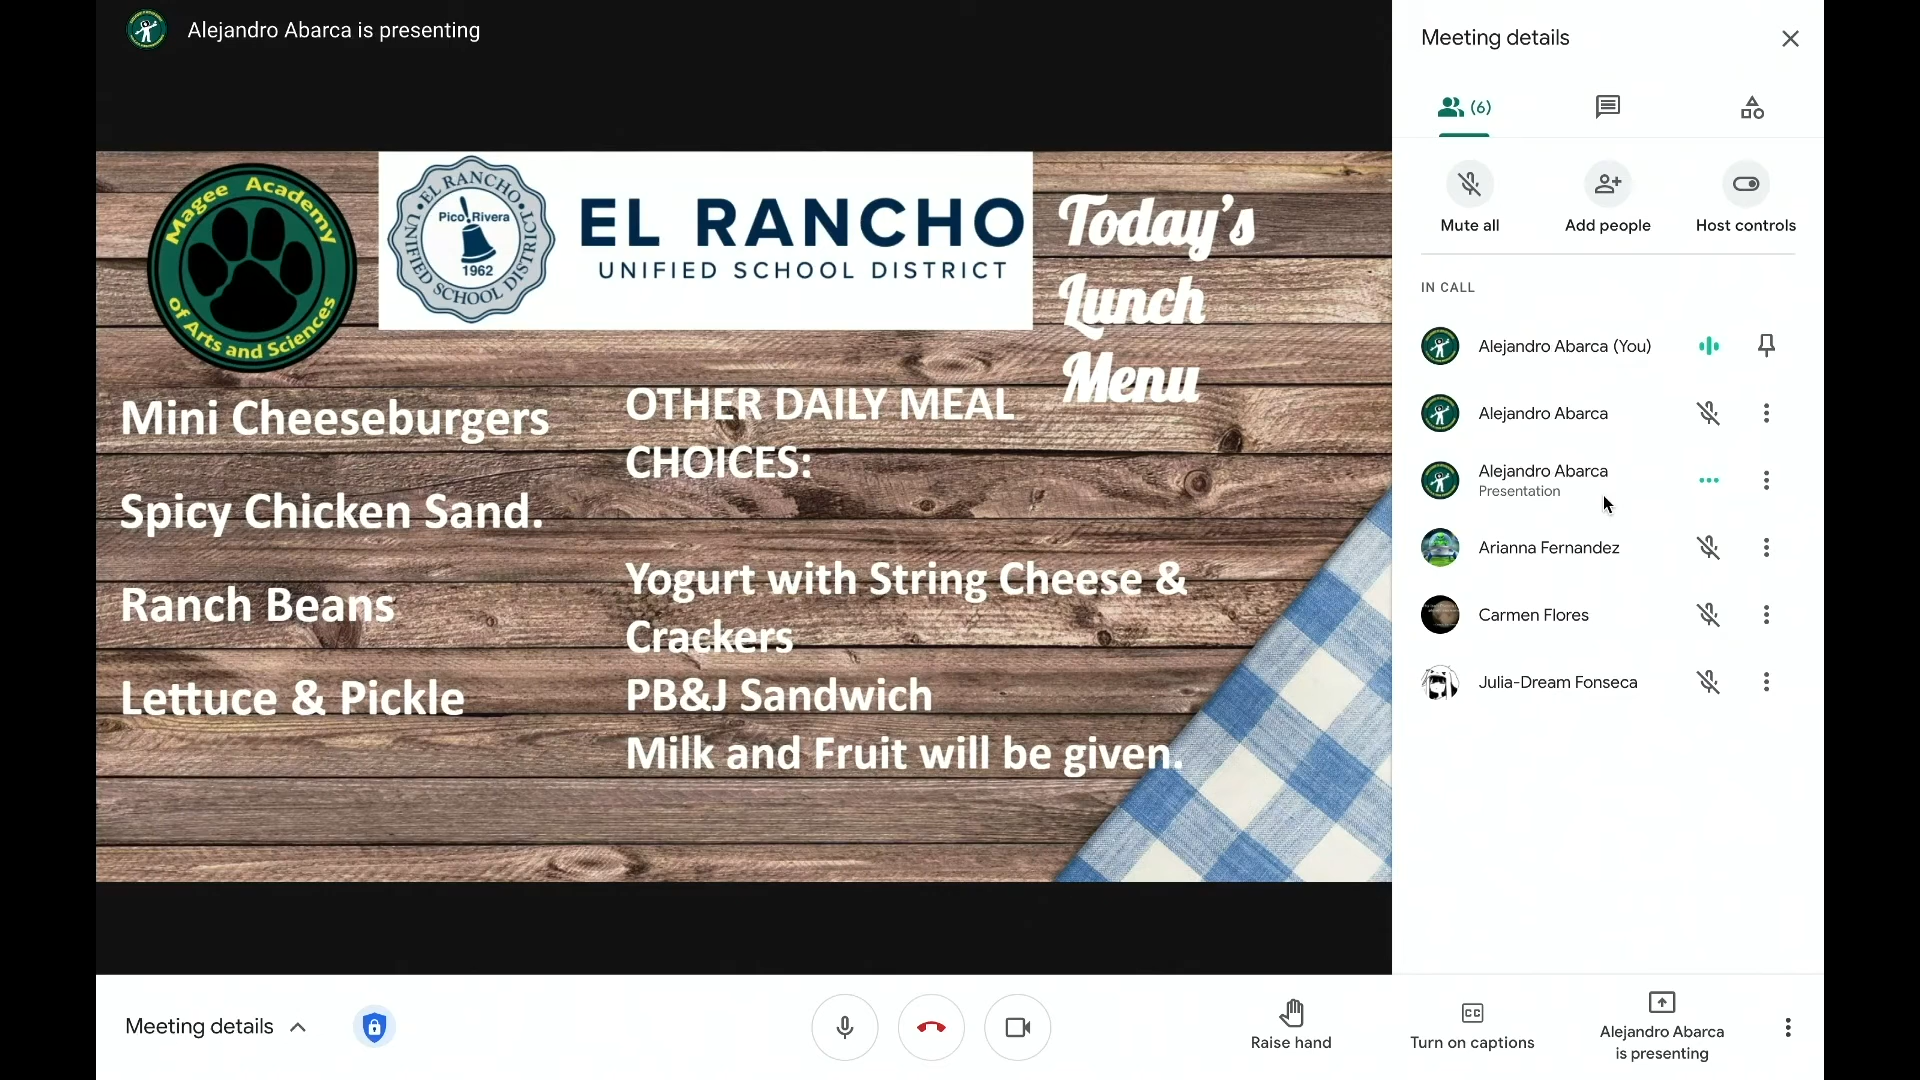 Alejandro Abarca is presenting
Magee Academy
of Arts and Sciences
EL RANCHO
UNIFIED SCHOOL DISTRICT
Pico Rivera
1962
EL RANCHO
UNIFIED SCHOOL DISTRICT
Today's
Lunch
Menu
Mini Cheeseburgers
Spicy Chicken Sand.
Ranch Beans
Lettuce & Pickle
OTHER DAILY MEAL
CHOICES:
Yogurt with String Cheese &
Crackers
PB&J Sandwich
Milk and Fruit will be given.
Meeting details
(6)
Mute all
Add people
Host controls
IN CALL
Alejandro Abarca (You)
Alejandro Abarca
Alejandro Abarca
Presentation
Arianna Fernandez
Carmen Flores
Julia-Dream Fonseca
Meeting details
Raise hand
CC
Turn on captions
Alejandro Abarca
is presenting